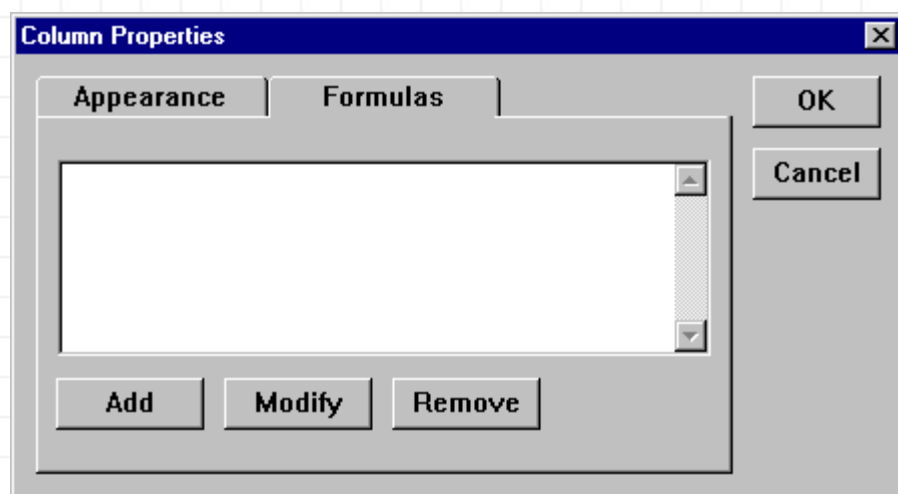 Column Properties
Appearance Formulas
OK
Cancel
Add Modify Remove